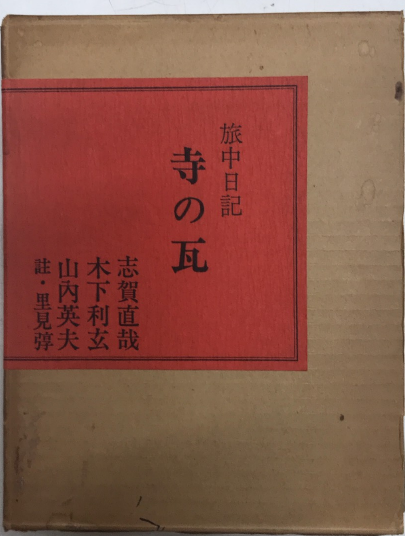 旅中日記
寺の瓦
志賀直哉
木下利玄
山内英夫
註・里見弴